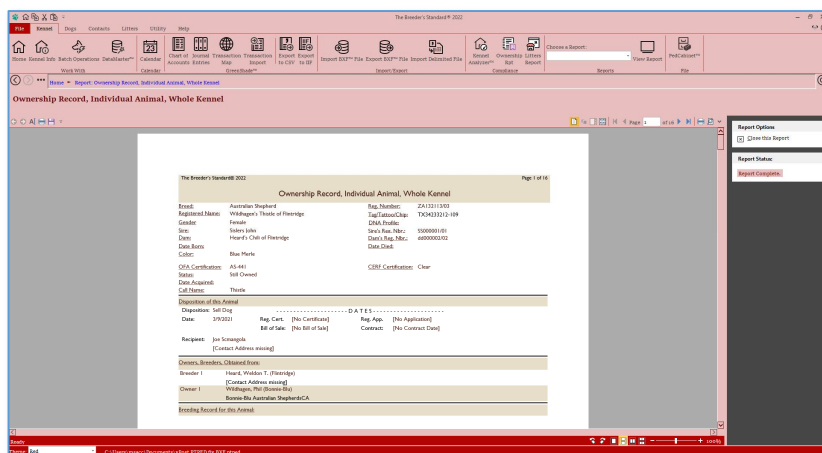 The Breeder's Standard® 2022
File Kennel Dogs Contacts Litters Utility Help
Home Kennel Info Batch Operations DataMaster™ Calendar Chart of Accounts Journal Entries Transaction Map Transaction Import Export to CSV Export to IIF Import BXF™ File Export BXF™ File Import Delimited File Kennel Analyzer™ Ownership Rpt Litters Report Choose a Report: View Report PedCabinet™
Work With Calendar GreenShade™ Import/Export Compliance Reports File
Home Report: Ownership Record, Individual Animal, Whole Kennel
Ownership Record, Individual Animal, Whole Kennel
Page 1 of 16
Report Options
Close this Report
Report Status:
Report Complete.
The Breeder's Standard® 2022 Page 1 of 16
Ownership Record, Individual Animal, Whole Kennel
Breed: Australian Shepherd Reg. Number: ZA132113/03
Registered Name: Wildhagen's Thistle of Flintridge Tag/Tattoo/Chip: TX34233212-109
Gender Female DNA Profile:
Sire: Sislers John Sire's Reg. Nbr.: SS000001/01
Dam: Heard's Chili of Flintridge Dam's Reg. Nbr.: dd000002/02
Date Born: Date Died:
Color: Blue Merle
OFA Certification: AS-441 CERF Certification: Clear
Status: Still Owned
Date Acquired:
Call Name: Thistle
Disposition of this Animal
Disposition: Sell Dog - - - - - - - - - - - - - - - - - - - - D A T E S - - - - - - - - - - - - - - - - - - - -
Date: 3/9/2021 Reg. Cert. [No Certificate] Reg. App. [No Application]
Bill of Sale: [No Bill of Sale] Contract: [No Contract Date]
Recipient: Joe Scmangola
[Contact Address missing]
Owners, Breeders, Obtained from:
Breeder 1 Heard, Weldon T. (Flintridge)
[Contact Address missing]
Owner 1 Wildhagen, Phil (Bonnie-Blu)
Bonnie-Blu Australian ShepherdsCA
Breeding Record for this Animal:
Ready 100%
Theme: Red